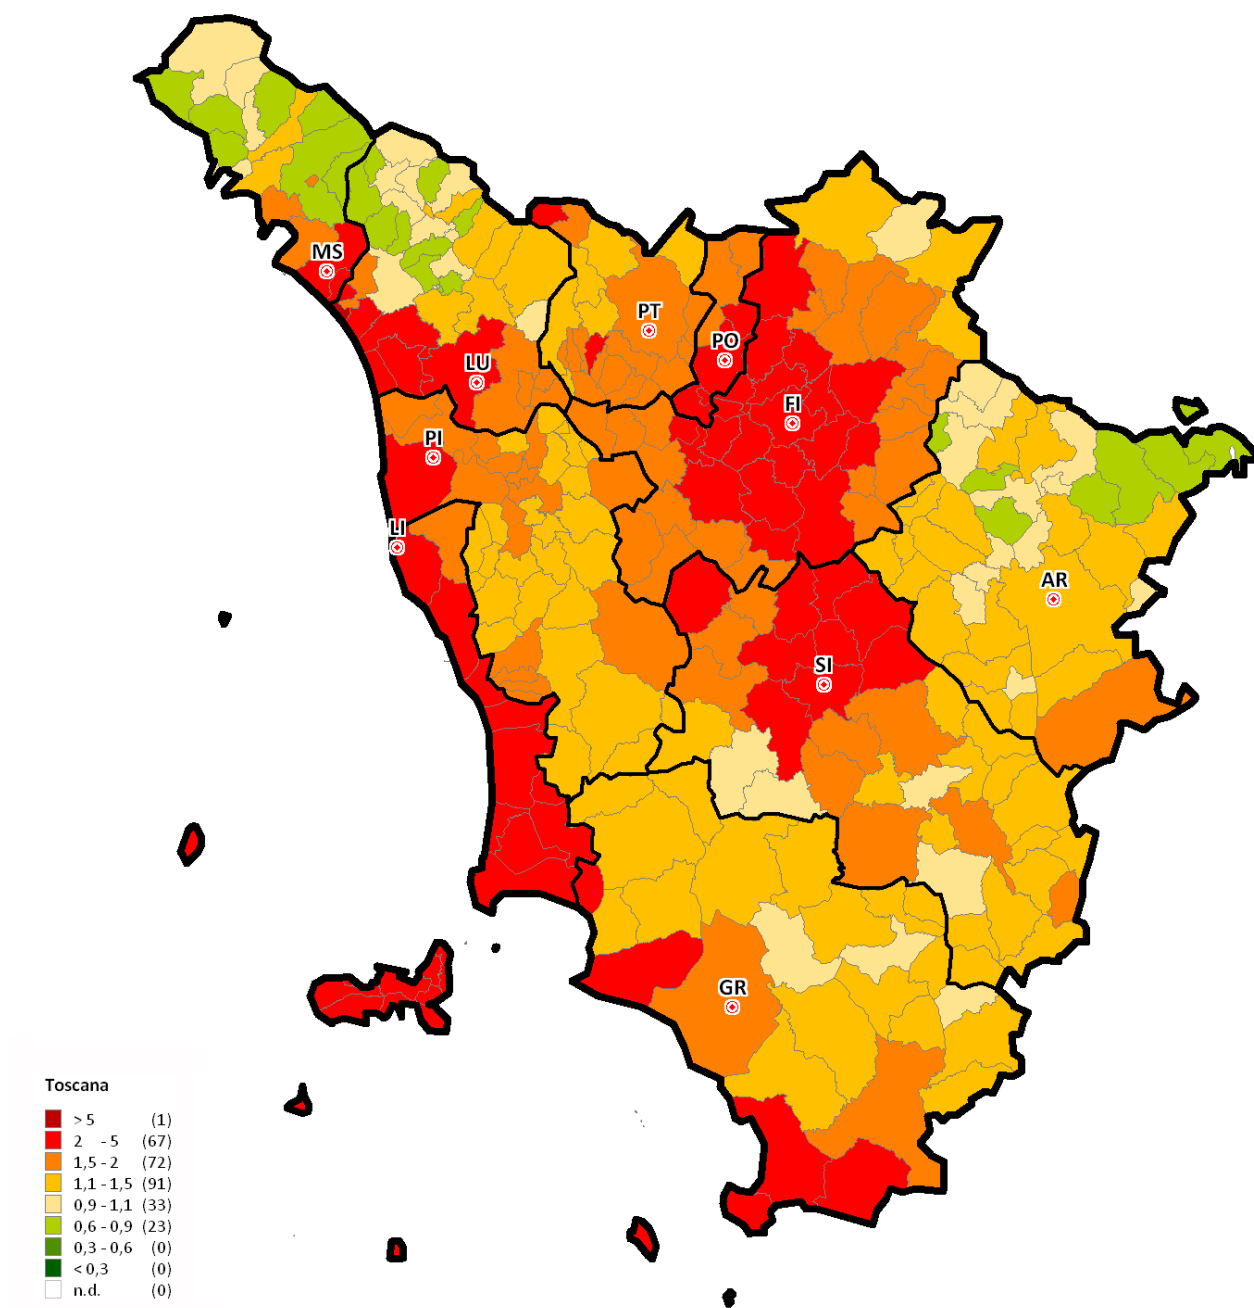 MS
PT
PO
LU
FI
PI
LI
AR
SI
GR
Toscana
> 5 (1)
2 - 5 (67)
1,5 - 2 (72)
1,1 - 1,5 (91)
0,9 - 1,1 (33)
0,6 - 0,9 (23)
0,3 - 0,6 (0)
< 0,3 (0)
n.d. (0)